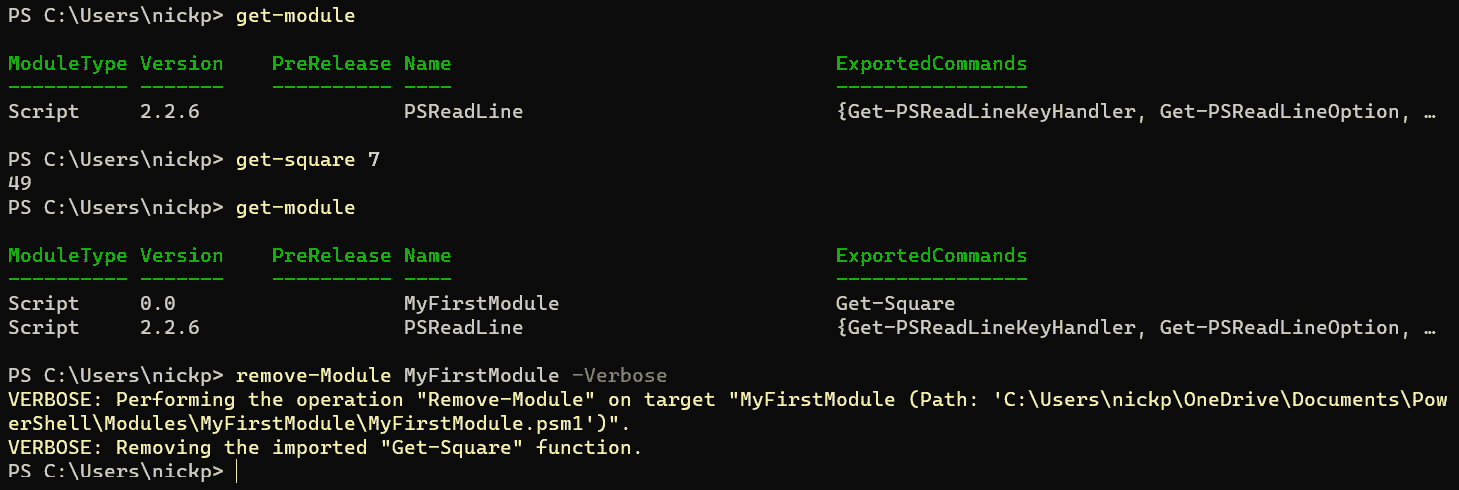 PS C:\Users\nickp> get-module
ModuleType Version    PreRelease Name                                ExportedCommands
---------- -------    ---------- ----                                ----------------
Script     2.2.6                 PSReadLine                          {Get-PSReadLineKeyHandler, Get-PSReadLineOption, …
PS C:\Users\nickp> get-square 7
49
PS C:\Users\nickp> get-module
ModuleType Version    PreRelease Name                                ExportedCommands
---------- -------    ---------- ----                                ----------------
Script     0.0                   MyFirstModule                       Get-Square
Script     2.2.6                 PSReadLine                          {Get-PSReadLineKeyHandler, Get-PSReadLineOption, …
PS C:\Users\nickp> remove-Module MyFirstModule -Verbose
VERBOSE: Performing the operation "Remove-Module" on target "MyFirstModule (Path: 'C:\Users\nickp\OneDrive\Documents\Pow
erShell\Modules\MyFirstModule\MyFirstModule.psm1')".
VERBOSE: Removing the imported "Get-Square" function.
PS C:\Users\nickp>